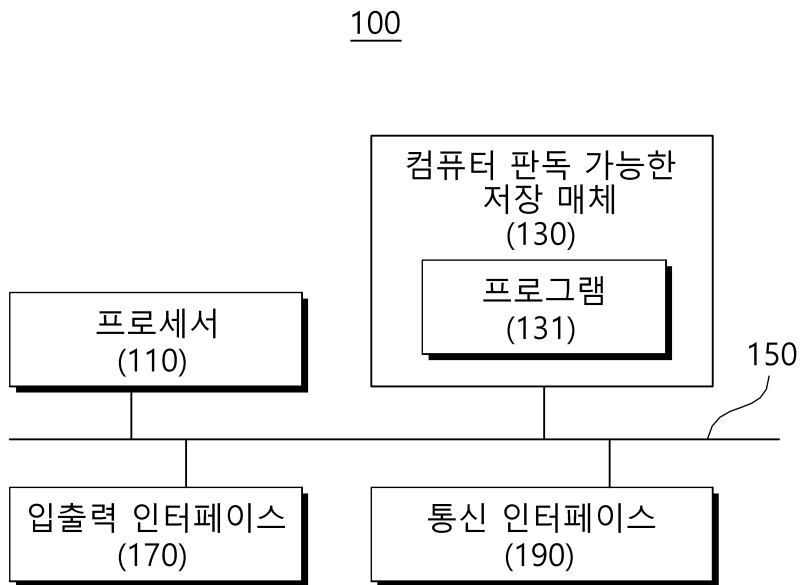 100
컴퓨터 판독 가능한
저장 매체
(130)
프로그램
(131)
프로세서
(110)
150
입출력 인터페이스
(170)
통신 인터페이스
(190)